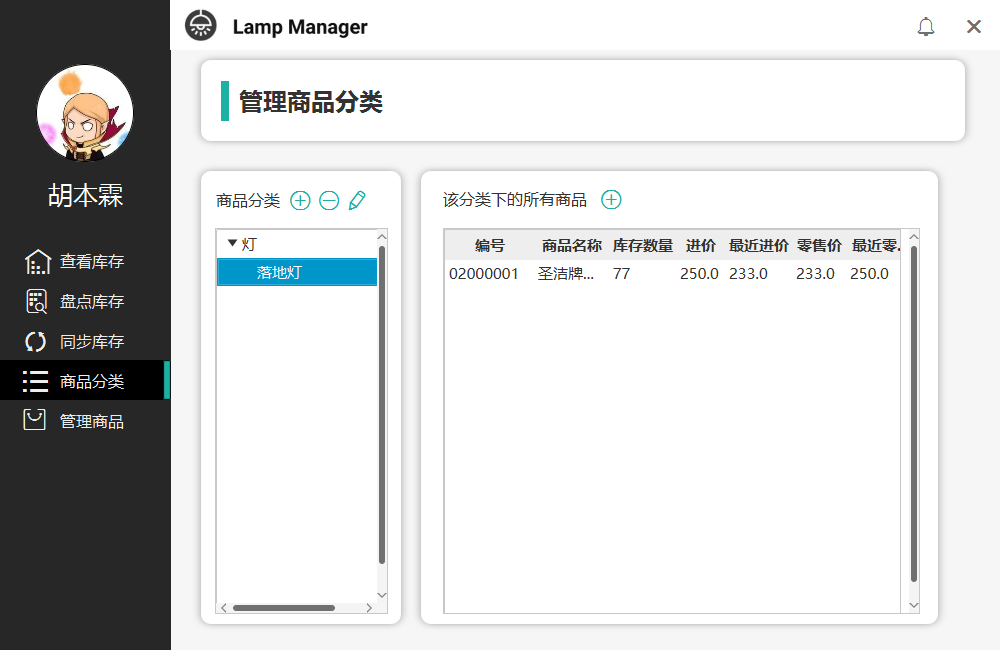 Lamp Manager
管理商品分类
胡本霖
查看库存
盘点库存
同步库存
商品分类
管理商品
商品分类
灯
落地灯
该分类下的所有商品
编号 商品名称 库存数量 进价 最近进价 零售价 最近零.
02000001 圣洁牌... 77 250.0 233.0 233.0 250.0